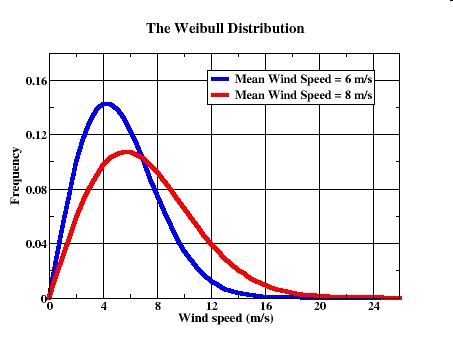 The Weibull Distribution
Mean Wind Speed = 6 m/s
Mean Wind Speed = 8 m/s
Frequency
0.16
0.12
0.08
0.04
0
0 4 8 12 16 20 24
Wind speed (m/s)